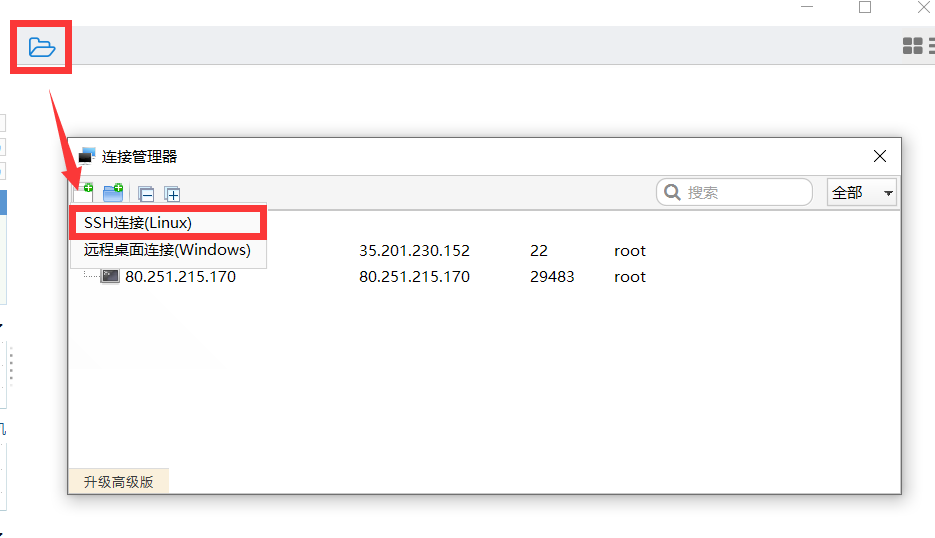 连接管理器
搜索
全部
SSH连接(Linux)
远程桌面连接(Windows)
35.201.230.152 22 root
80.251.215.170 80.251.215.170 29483 root
升级高级版